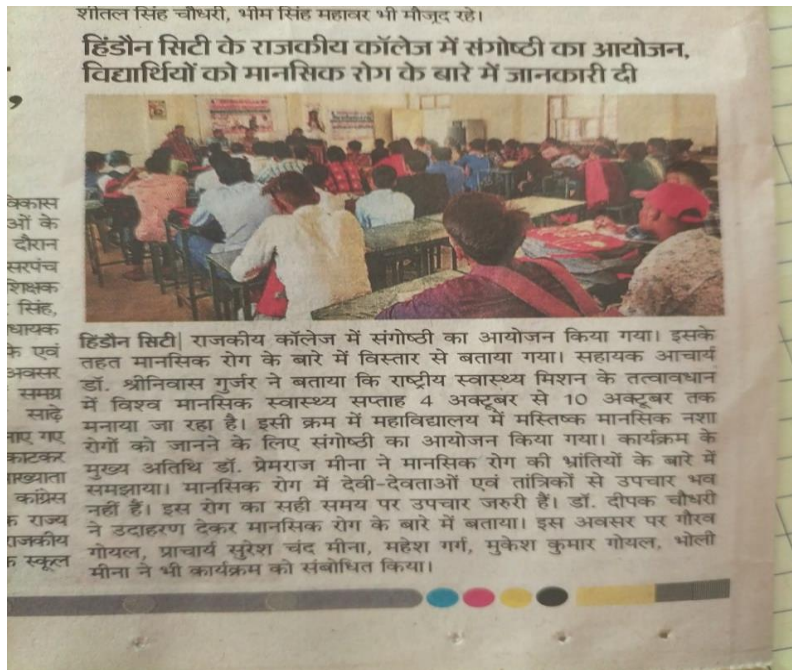 शीतल सिंह चौधरी, भीम सिंह महावर भी मौजूद रहे।
हिंडौन सिटी के राजकीय कॉलेज में संगोष्ठी का आयोजन,
विद्यार्थियों को मानसिक रोग के बारे में जानकारी दी
विकास
ओं के
दौरान
सरपंच
शिक्षक
सिंह,
धायक
के एवं
अवसर
समग्र
साढ़े
नाए गए
काटकर
ाख्याता
कांग्रेस
राज्य
राजकीय
स्कूल
हिंडौन सिटी| राजकीय कॉलेज में संगोष्ठी का आयोजन किया गया। इसके
तहत मानसिक रोग के बारे में विस्तार से बताया गया। सहायक आचार्य
डॉ. श्रीनिवास गुर्जर ने बताया कि राष्ट्रीय स्वास्थ्य मिशन के तत्वावधान
में विश्व मानसिक स्वास्थ्य सप्ताह 4 अक्टूबर से 10 अक्टूबर तक
मनाया जा रहा है। इसी क्रम में महाविद्यालय में मस्तिष्क मानसिक नशा
रोगों को जानने के लिए संगोष्ठी का आयोजन किया गया। कार्यक्रम के
मुख्य अतिथि डॉ. प्रेमराज मीना ने मानसिक रोग की भ्रांतियों के बारे में
समझाया। मानसिक रोग में देवी-देवताओं एवं तांत्रिकों से उपचार भव
नहीं हैं। इस रोग का सही समय पर उपचार जरुरी हैं। डॉ. दीपक चौधरी
ने उदाहरण देकर मानसिक रोग के बारे में बताया। इस अवसर पर गौरव
गोयल, प्राचार्य सुरेश चंद मीना, महेश गर्ग, मुकेश कुमार गोयल, भोली
मीना ने भी कार्यक्रम को संबोधित किया।